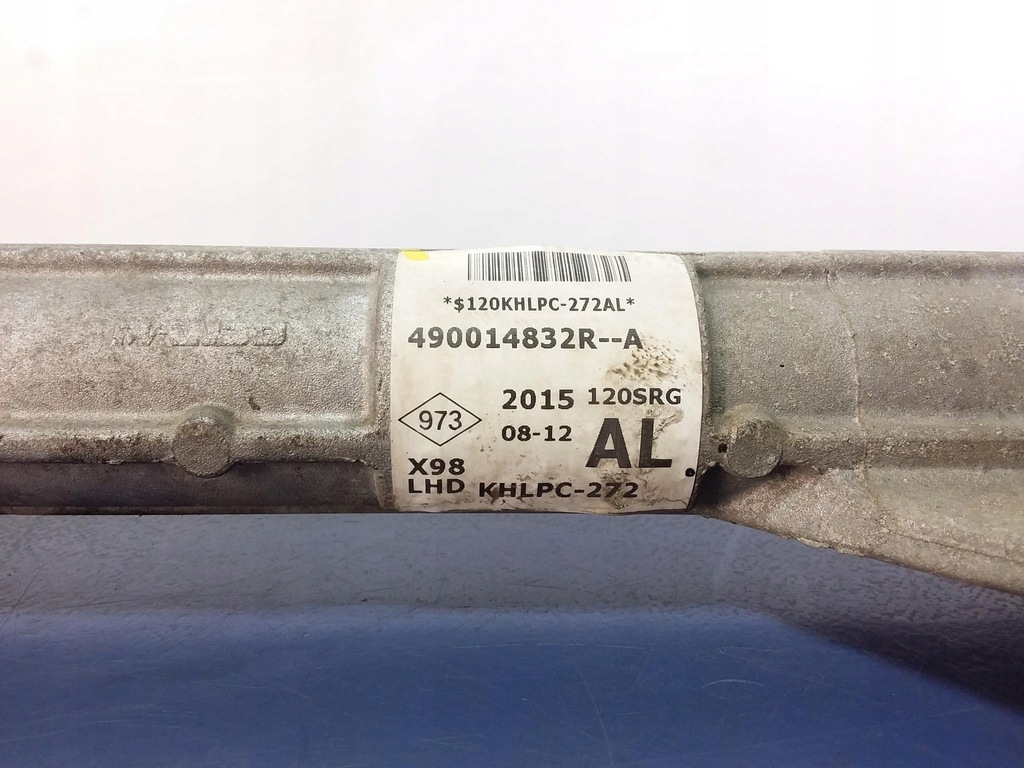 *$120KHLPC-272AL*
490014832R--A
973 2015 120SRG
08-12 AL
X98
LHD KHLPC-272